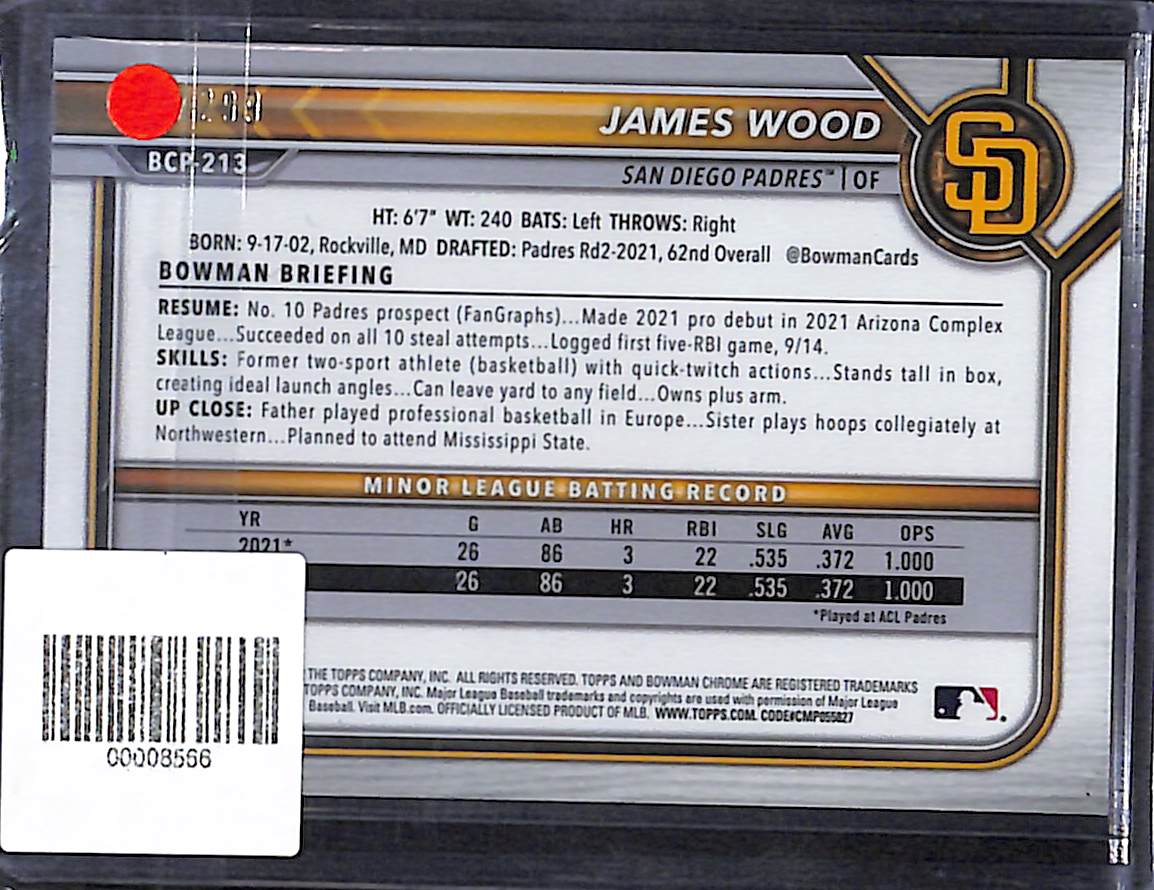 JAMES WOOD
BCP-213
SAN DIEGO PADRES™ | OF
SD
HT: 6'7" WT: 240 BATS: Left THROWS: Right
BORN: 9-17-02, Rockville, MD DRAFTED: Padres Rd2-2021, 62nd Overall @BowmanCards
BOWMAN BRIEFING
RESUME: No. 10 Padres prospect (FanGraphs)...Made 2021 pro debut in 2021 Arizona Complex
League...Succeeded on all 10 steal attempts...Logged first five-RBI game, 9/14.
SKILLS: Former two-sport athlete (basketball) with quick-twitch actions...Stands tall in box,
creating ideal launch angles...Can leave yard to any field...Owns plus arm.
UP CLOSE: Father played professional basketball in Europe...Sister plays hoops collegiately at
Northwestern...Planned to attend Mississippi State.
MINOR LEAGUE BATTING RECORD
YR G AB HR RBI SLG AVG OPS
2021* 26 86 3 22 .535 .372 1.000
26 86 3 22 .535 .372 1.000
*Played at ACL Padres
THE TOPPS COMPANY, INC. ALL RIGHTS RESERVED. TOPPS AND BOWMAN CHROME ARE REGISTERED TRADEMARKS
TOPPS COMPANY, INC. Major League Baseball trademarks and copyrights are used with permission of Major League
Baseball. Visit MLB.com. OFFICIALLY LICENSED PRODUCT OF MLB. WWW.TOPPS.COM. CODE#CMP055827
00008566